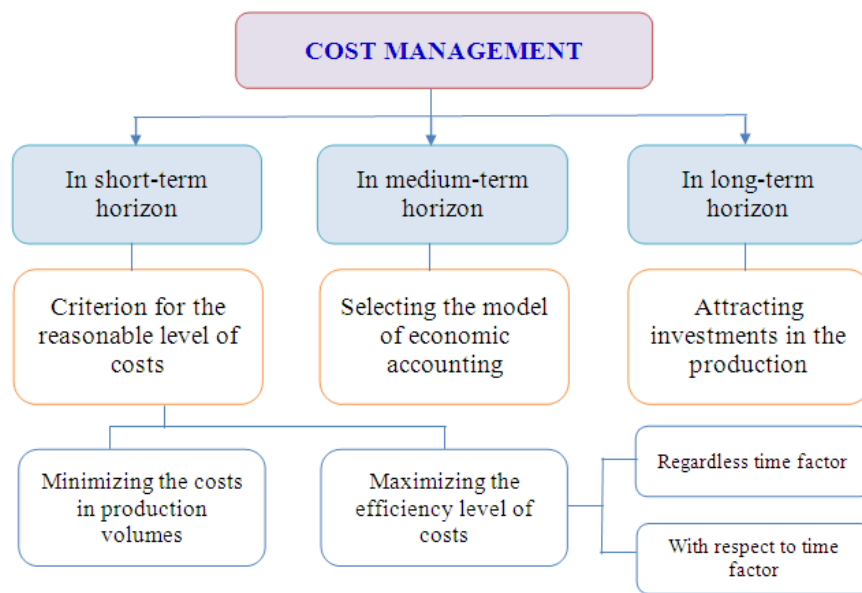 COST MANAGEMENT
In short-term
horizon
In medium-term
horizon
In long-term
horizon
Criterion for the
reasonable level of
costs
Selecting the model
of economic
accounting
Attracting
investments in the
production
Minimizing the costs
in production
volumes
Maximizing the
efficiency level of
costs
Regardless time factor
With respect to time
factor